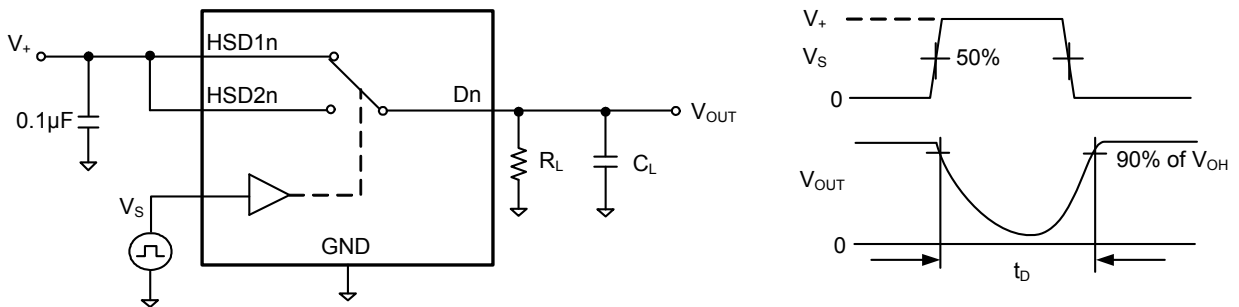 V+
HSD1n
HSD2n
Dn
VOUT
0.1µF
RL
CL
VS
GND
V+
VS
50%
0
VOUT
90% of VOH
0
tD